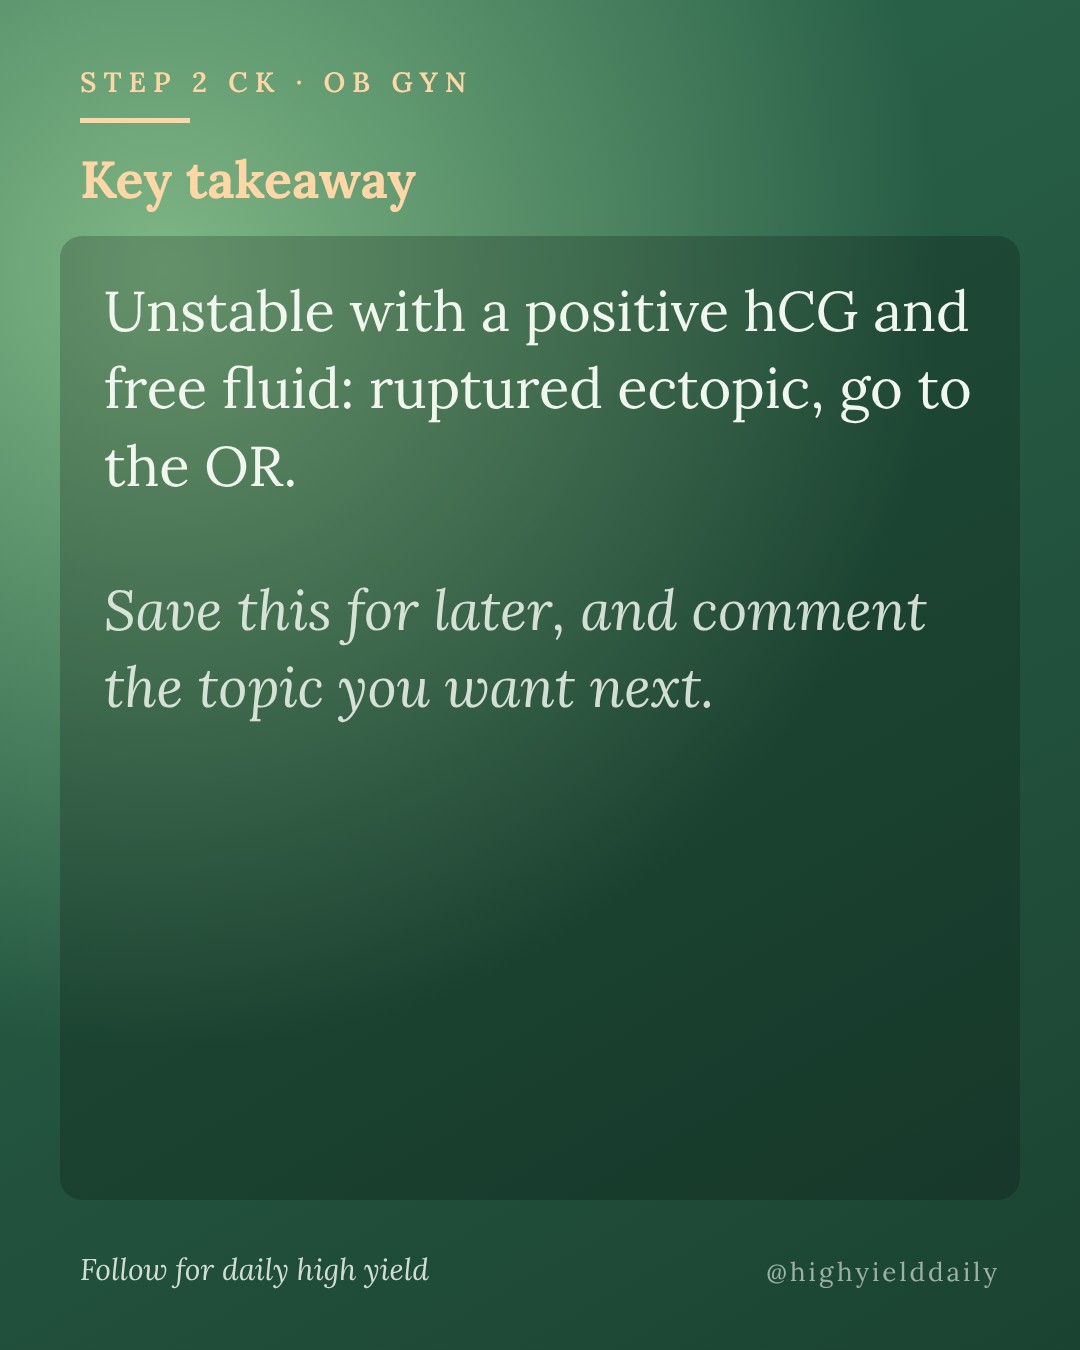 STEP 2 CK · OB GYN
Key takeaway
Unstable with a positive hCG and
free fluid: ruptured ectopic, go to
the OR.
Save this for later, and comment
the topic you want next.
Follow for daily high yield
@highyielddaily